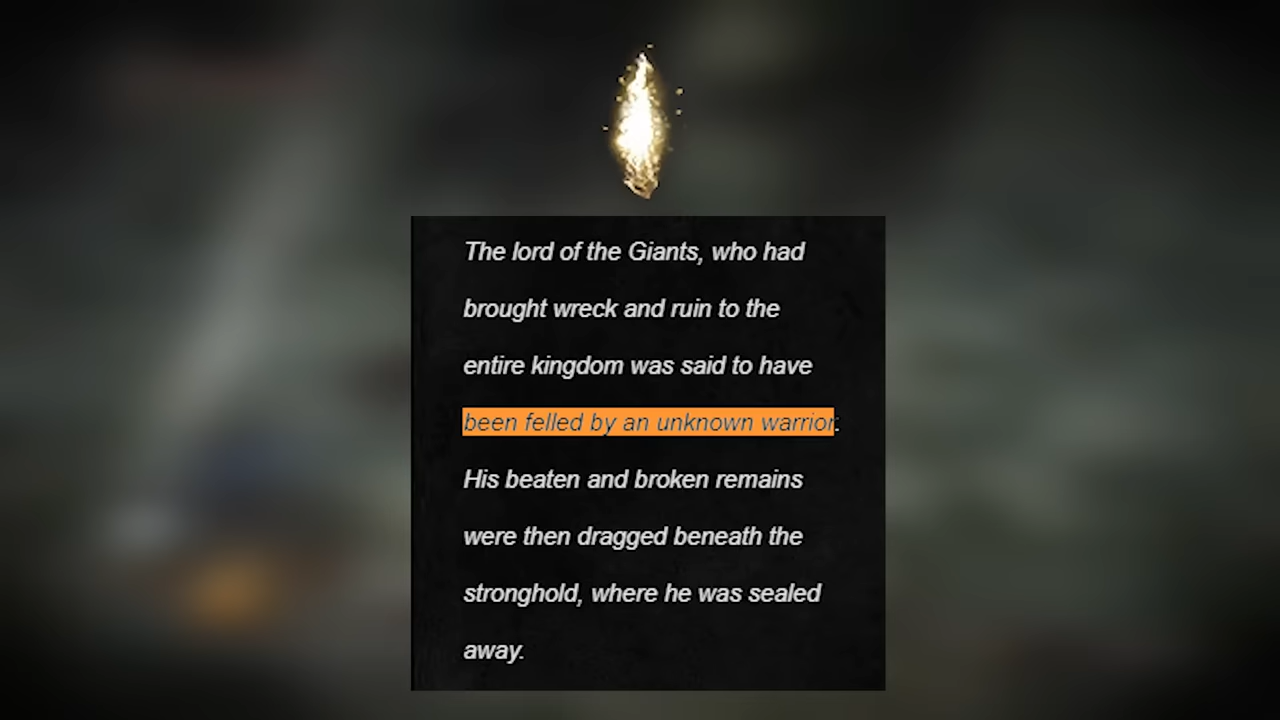 The lord of the Giants, who had
brought wreck and ruin to the
entire kingdom was said to have
been felled by an unknown warrior.
His beaten and broken remains
were then dragged beneath the
stronghold, where he was sealed
away.